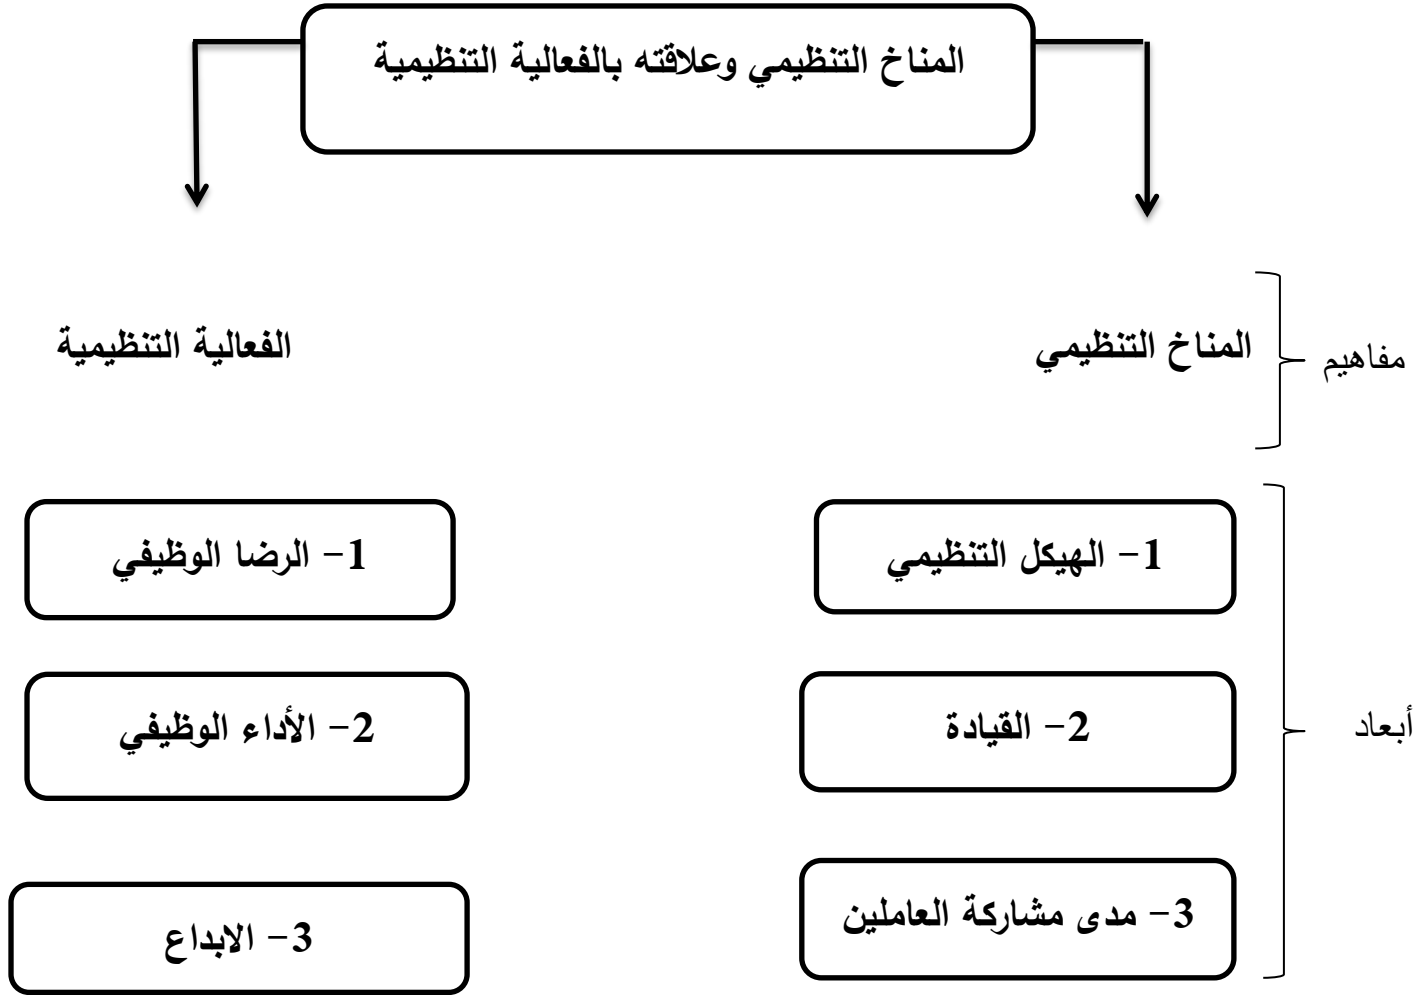 المناخ التنظيمي وعلاقته بالفعالية التنظيمية
مفاهيم
المناخ التنظيمي
الفعالية التنظيمية
أبعاد
1- الهيكل التنظيمي
1- الرضا الوظيفي
2- القيادة
2- الأداء الوظيفي
3- مدى مشاركة العاملين
3- الابداع